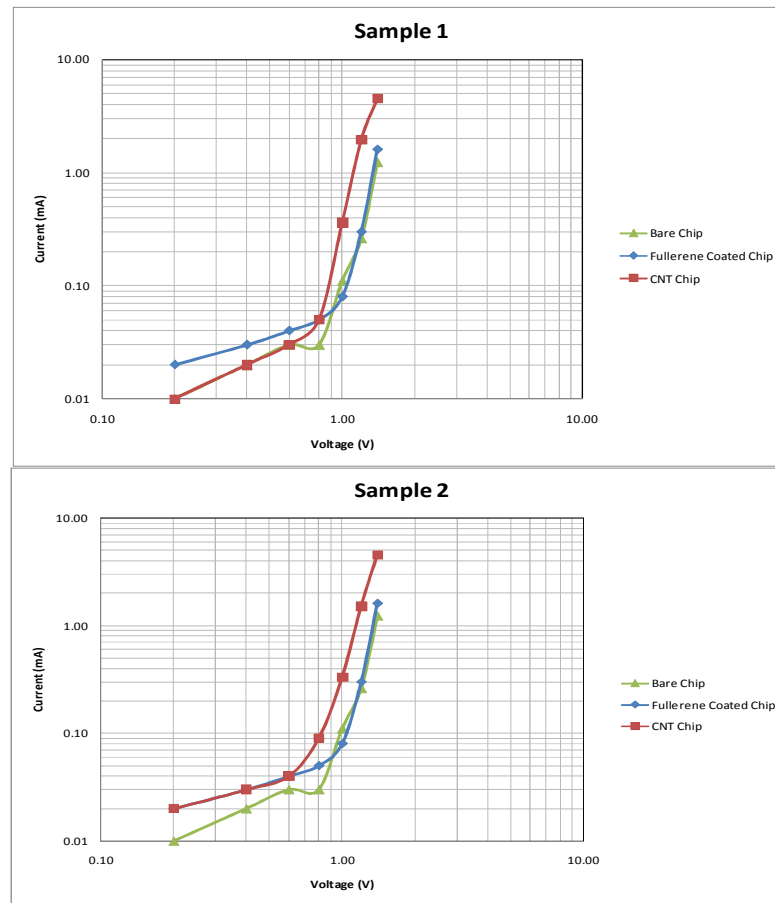 Sample 1
10.00
1.00
0.10
0.01
Current (mA)
0.10 1.00 10.00
Voltage (V)
Bare Chip
Fullerene Coated Chip
CNT Chip
Sample 2
10.00
1.00
0.10
0.01
Current (mA)
0.10 1.00 10.00
Voltage (V)
Bare Chip
Fullerene Coated Chip
CNT Chip